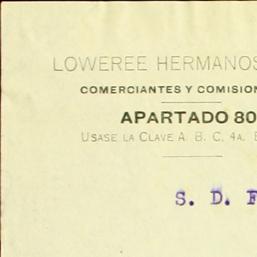 LOWEREE HERMANOS
COMERCIANTES Y COMISION
APARTADO 80
USASE LA CLAVE A. B. C. 4A.
S. D.